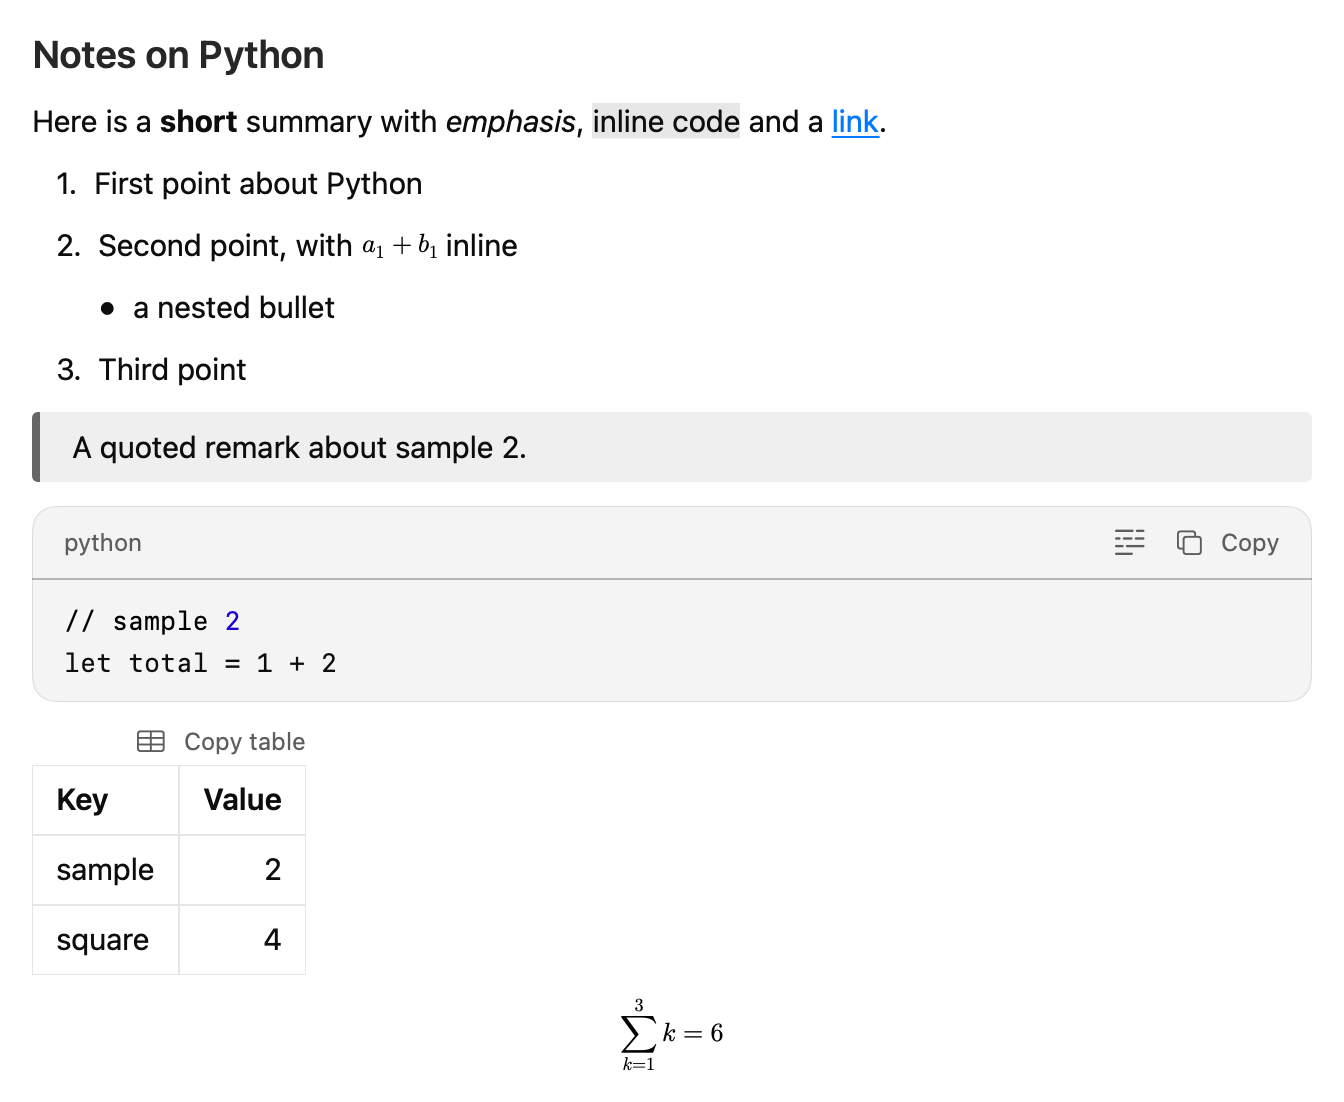 Notes on Python
Here is a short summary with emphasis, inline code and a link.
1. First point about Python
2. Second point, with a₁ + b₁ inline
• a nested bullet
3. Third point
A quoted remark about sample 2.
python Copy
// sample 2
let total = 1 + 2
Copy table
Key Value
sample 2
square 4
3
∑ k = 6
k=1